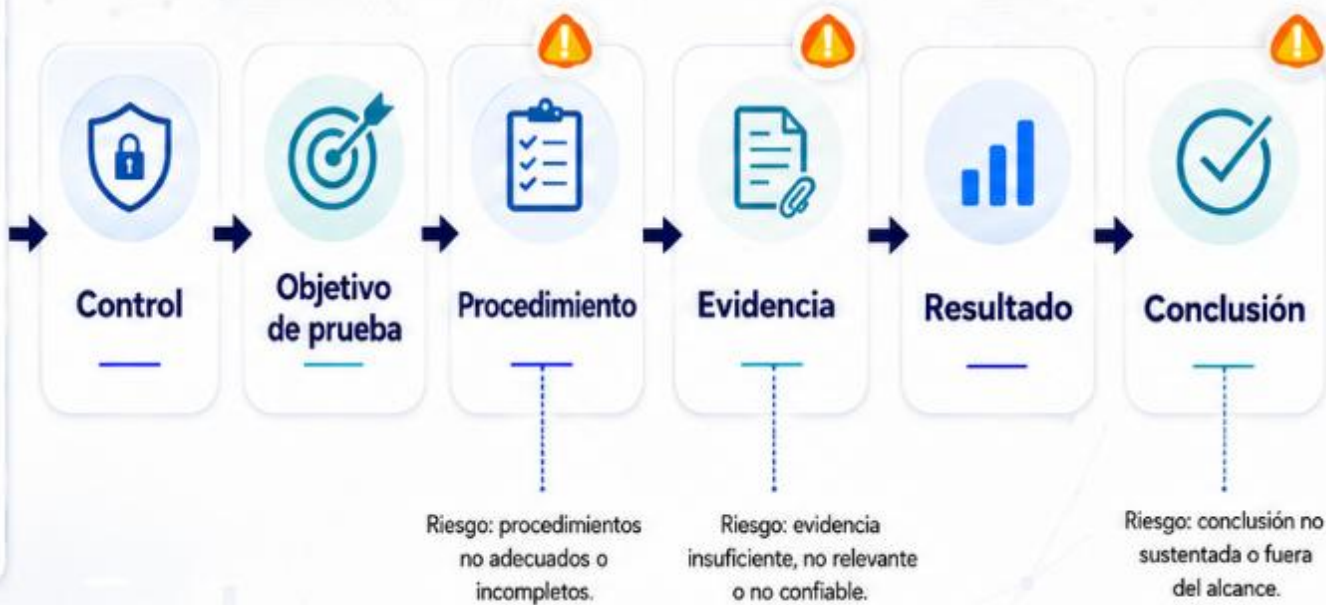 Control
Objetivo
de prueba
Procedimiento
Evidencia
Resultado
Conclusión
Riesgo: procedimientos
no adecuados o
incompletos.
Riesgo: evidencia
insuficiente, no relevante
o no confiable.
Riesgo: conclusión no
sustentada o fuera
del alcance.